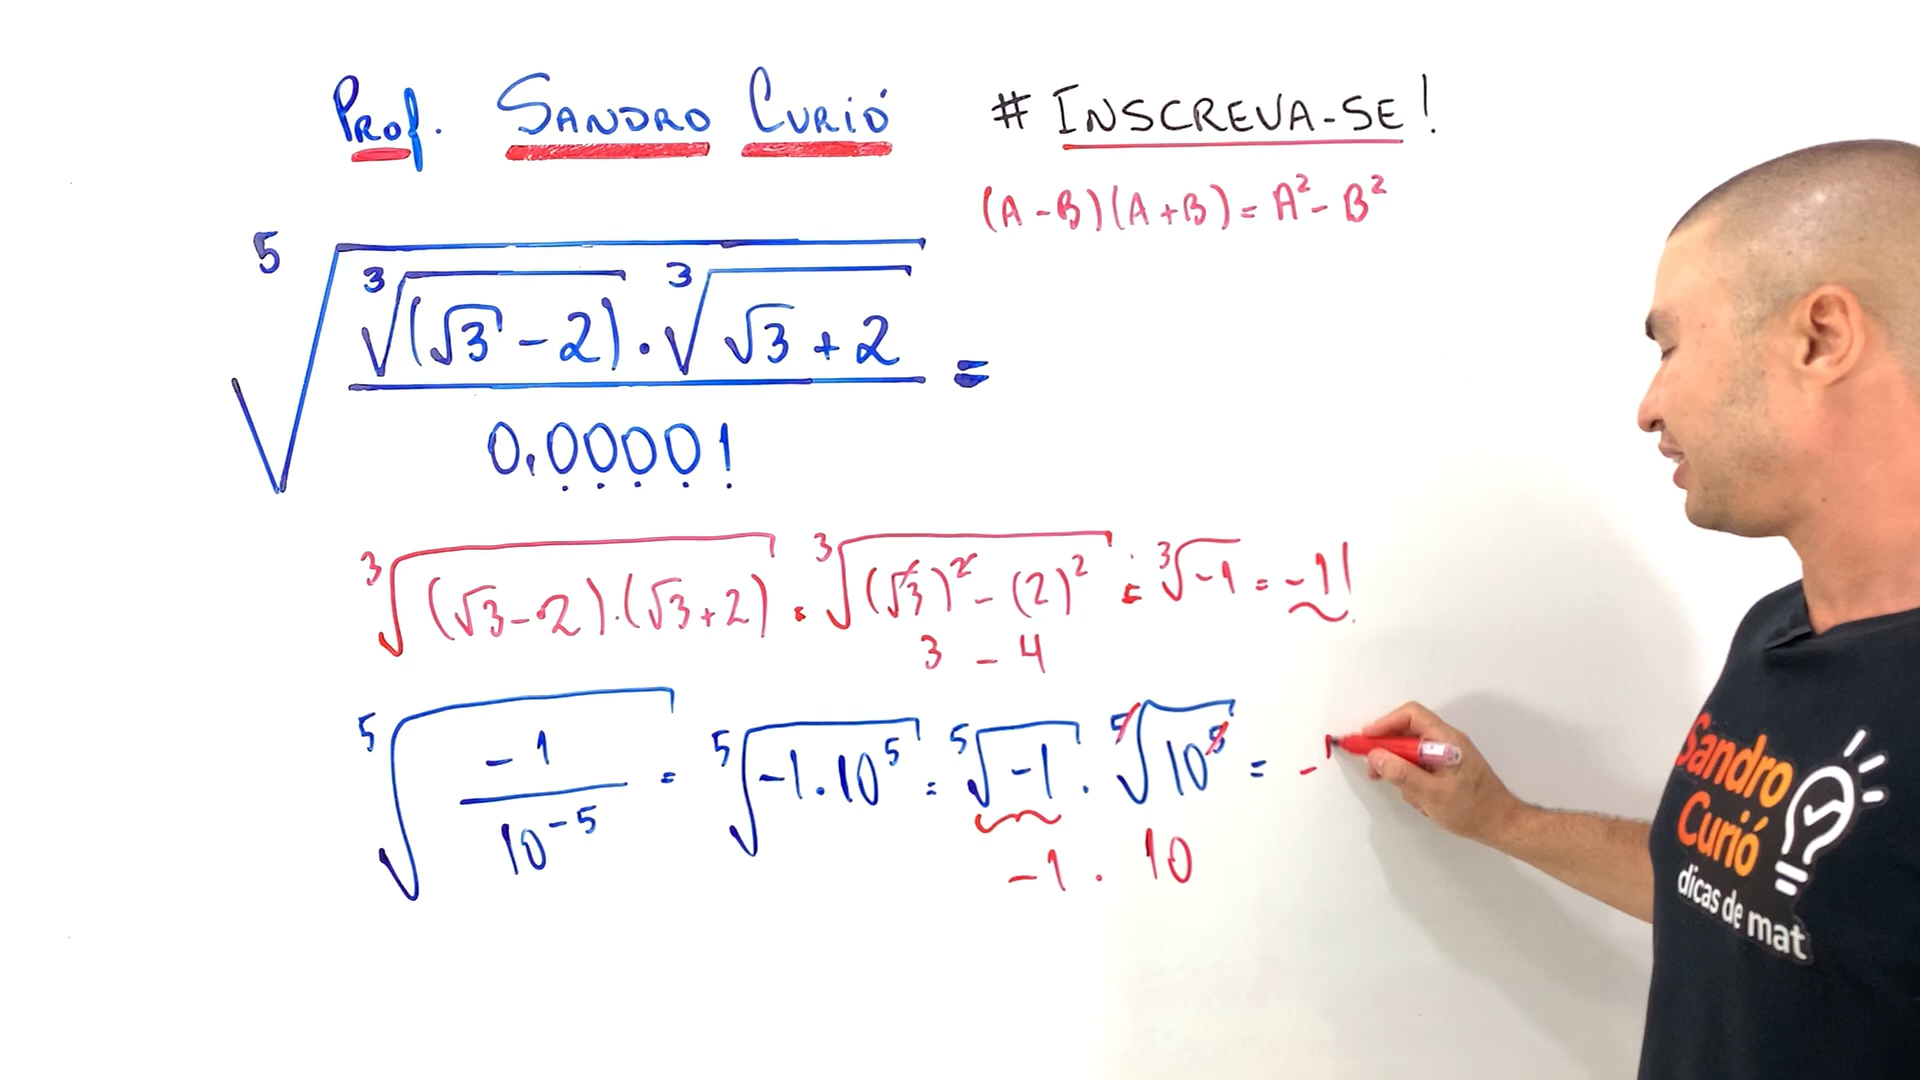 Prof. SANDRO CURIÓ # INSCREVA-SE!
(A - B)(A + B) = A² - B²
⁵√(³√(√3 - 2) · ³√(√3 + 2) / 0,00001) =
³√((√3 - 2) · (√3 + 2)) = ³√((√3)² - (2)²) = ³√-1 = -1!
3 - 4
⁵√(-1 / 10⁻⁵) = ⁵√(-1 · 10⁵) = ⁵√-1 · ⁵√10⁵ = -1
-1 · 10
Sandro
Curió
dicas de mat